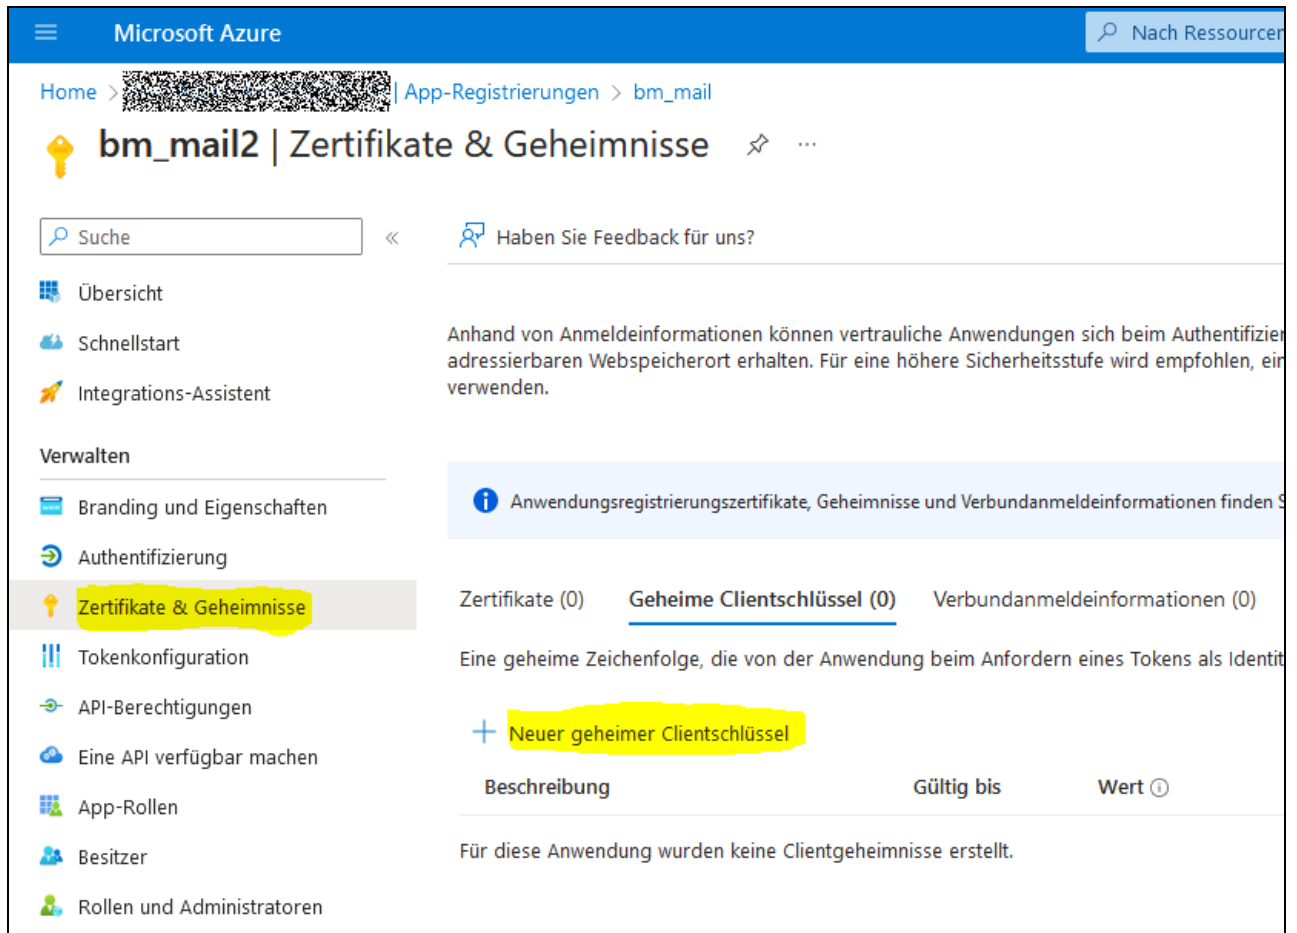 Microsoft Azure
Nach Ressourcen
Home > | App-Registrierungen > bm_mail
bm_mail2 | Zertifikate & Geheimnisse ...
Suche «
Haben Sie Feedback für uns?
Übersicht
Schnellstart
Integrations-Assistent
Verwalten
Branding und Eigenschaften
Authentifizierung
Zertifikate & Geheimnisse
Tokenkonfiguration
API-Berechtigungen
Eine API verfügbar machen
App-Rollen
Besitzer
Rollen und Administratoren
Anhand von Anmeldeinformationen können vertrauliche Anwendungen sich beim Authentifizier
adressierbaren Webspeicherort erhalten. Für eine höhere Sicherheitsstufe wird empfohlen, ein
verwenden.
Anwendungsregistrierungszertifikate, Geheimnisse und Verbundanmeldeinformationen finden S
Zertifikate (0) Geheime Clientschlüssel (0) Verbundanmeldeinformationen (0)
Eine geheime Zeichenfolge, die von der Anwendung beim Anfordern eines Tokens als Identit
+ Neuer geheimer Clientschlüssel
Beschreibung Gültig bis Wert
Für diese Anwendung wurden keine Clientgeheimnisse erstellt.